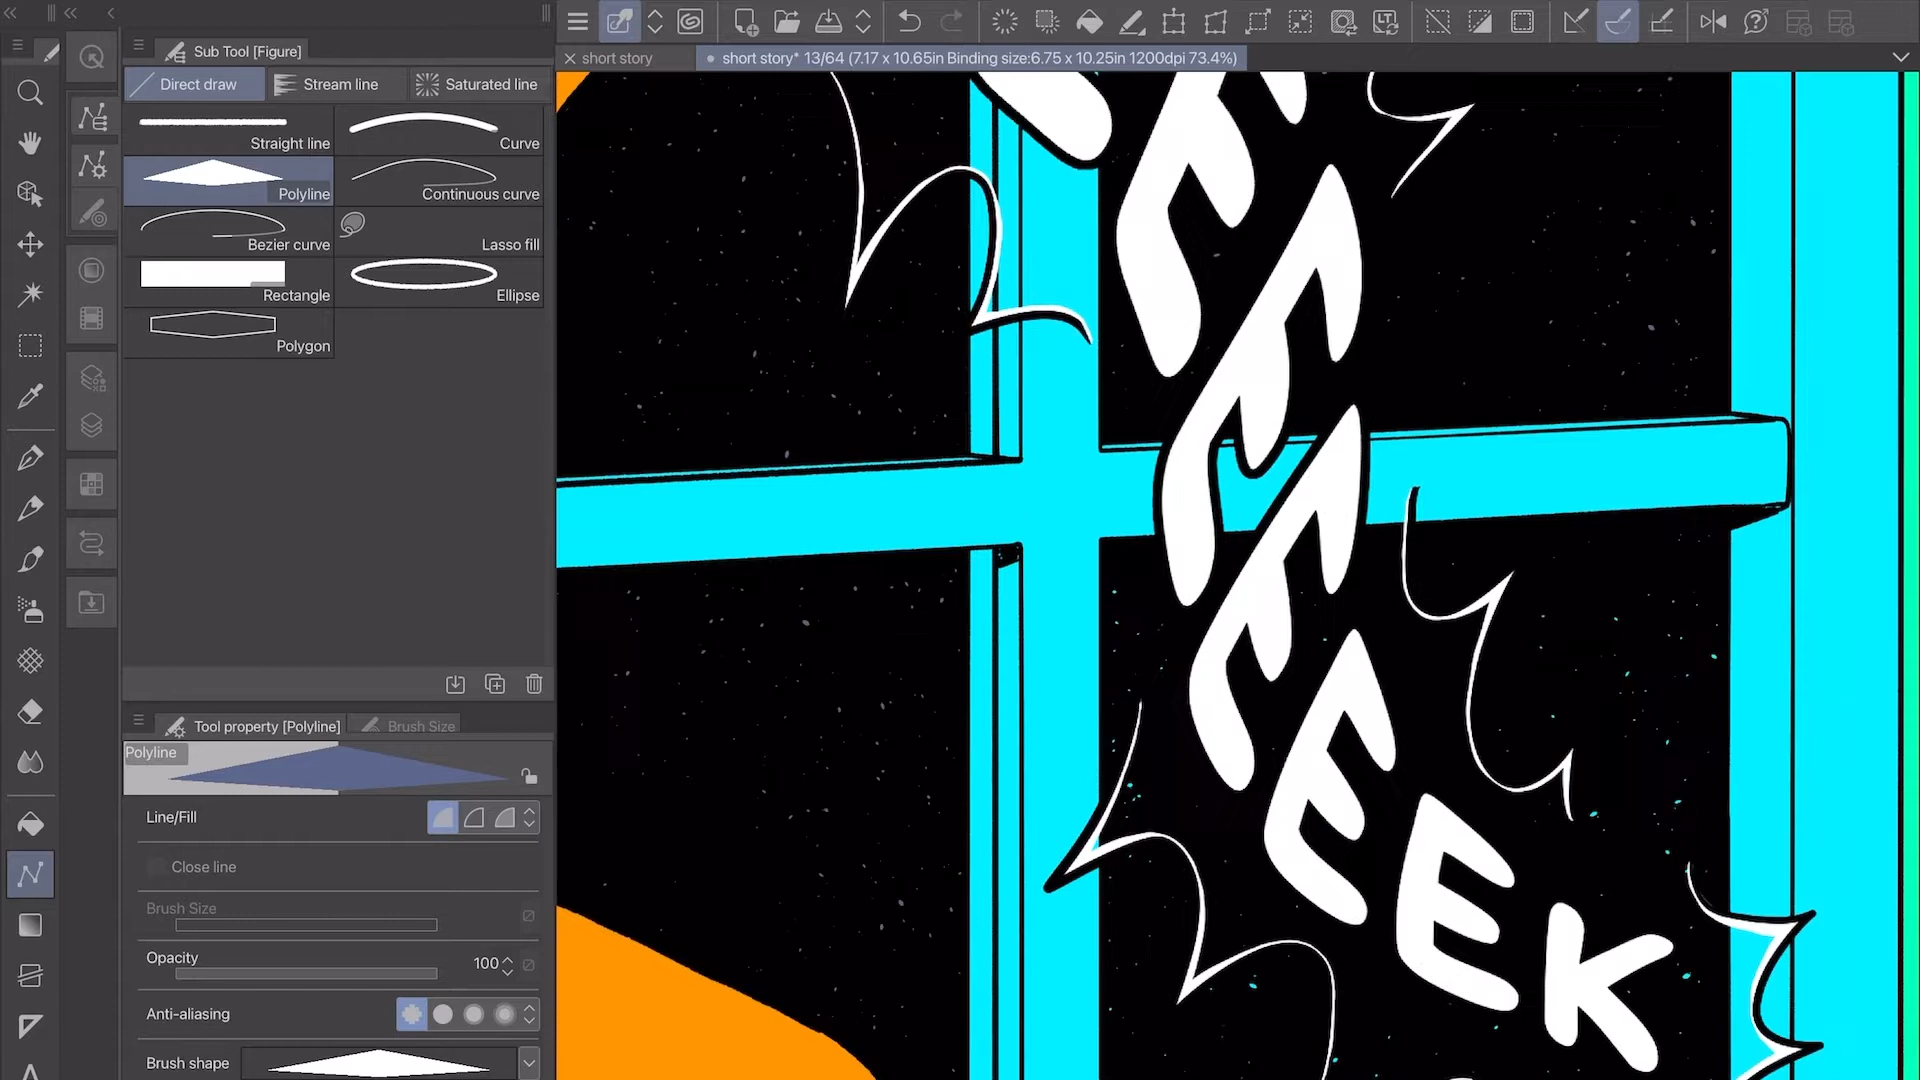 Sub Tool [Figure]
Direct draw
Stream line
Saturated line
Straight line
Curve
Polyline
Continuous curve
Bezier curve
Lasso fill
Rectangle
Ellipse
Polygon
Tool property [Polyline]
Brush Size
Polyline
Line/Fill
Close line
Brush Size
Opacity
100
Anti-aliasing
Brush shape
LT
short story
short story* 13/64 (7.17 x 10.65in Binding size:6.75 x 10.25in 1200dpi 73.4%)
EEEEEEK